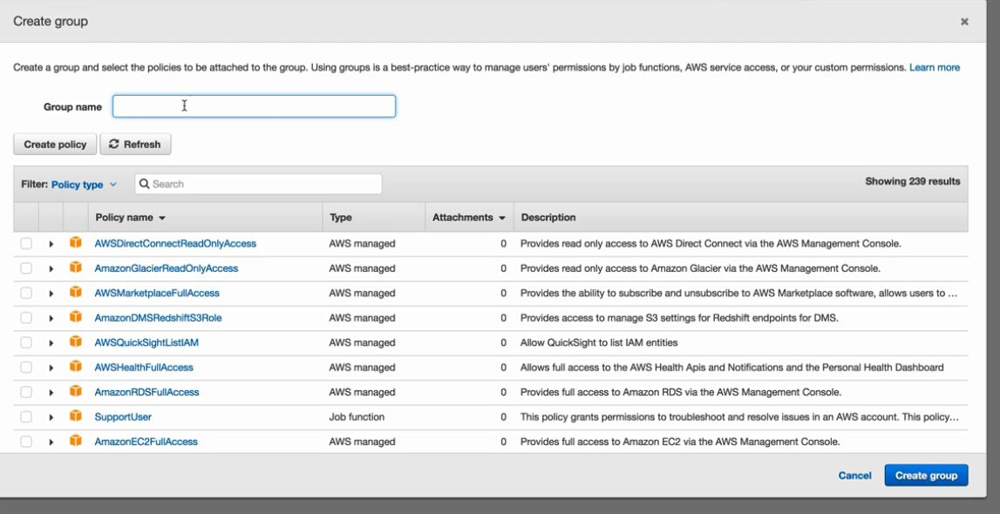 Create group
Create a group and select the policies to be attached to the group. Using groups is a best-practice way to manage users' permissions by job functions, AWS service access, or your custom permissions. Learn more
Group name
Create policy Refresh
Filter: Policy type Search Showing 239 results
Policy name Type Attachments Description
AWSDirectConnectReadOnlyAccess AWS managed 0 Provides read only access to AWS Direct Connect via the AWS Management Console.
AmazonGlacierReadOnlyAccess AWS managed 0 Provides read only access to Amazon Glacier via the AWS Management Console.
AWSMarketplaceFullAccess AWS managed 0 Provides the ability to subscribe and unsubscribe to AWS Marketplace software, allows users to ...
AmazonDMSRedshiftS3Role AWS managed 0 Provides access to manage S3 settings for Redshift endpoints for DMS.
AWSQuickSightListIAM AWS managed 0 Allow QuickSight to list IAM entities
AWSHealthFullAccess AWS managed 0 Allows full access to the AWS Health Apis and Notifications and the Personal Health Dashboard
AmazonRDSFullAccess AWS managed 0 Provides full access to Amazon RDS via the AWS Management Console.
SupportUser Job function 0 This policy grants permissions to troubleshoot and resolve issues in an AWS account. This policy...
AmazonEC2FullAccess AWS managed 0 Provides full access to Amazon EC2 via the AWS Management Console.
Cancel Create group